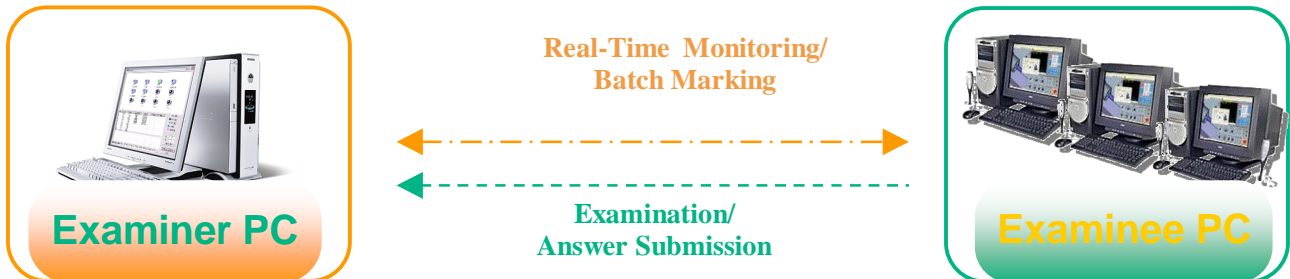 Real-Time Monitoring/
Batch Marking
Examiner PC
Examination/
Answer Submission
Examinee PC